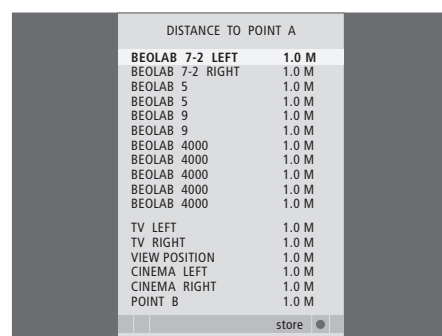 DISTANCE TO POINT A
BEOLAB 7-2 LEFT 1.0 M
BEOLAB 7-2 RIGHT 1.0 M
BEOLAB 5 1.0 M
BEOLAB 5 1.0 M
BEOLAB 9 1.0 M
BEOLAB 9 1.0 M
BEOLAB 4000 1.0 M
BEOLAB 4000 1.0 M
BEOLAB 4000 1.0 M
BEOLAB 4000 1.0 M
BEOLAB 4000 1.0 M
TV LEFT 1.0 M
TV RIGHT 1.0 M
VIEW POSITION 1.0 M
CINEMA LEFT 1.0 M
CINEMA RIGHT 1.0 M
POINT B 1.0 M
store